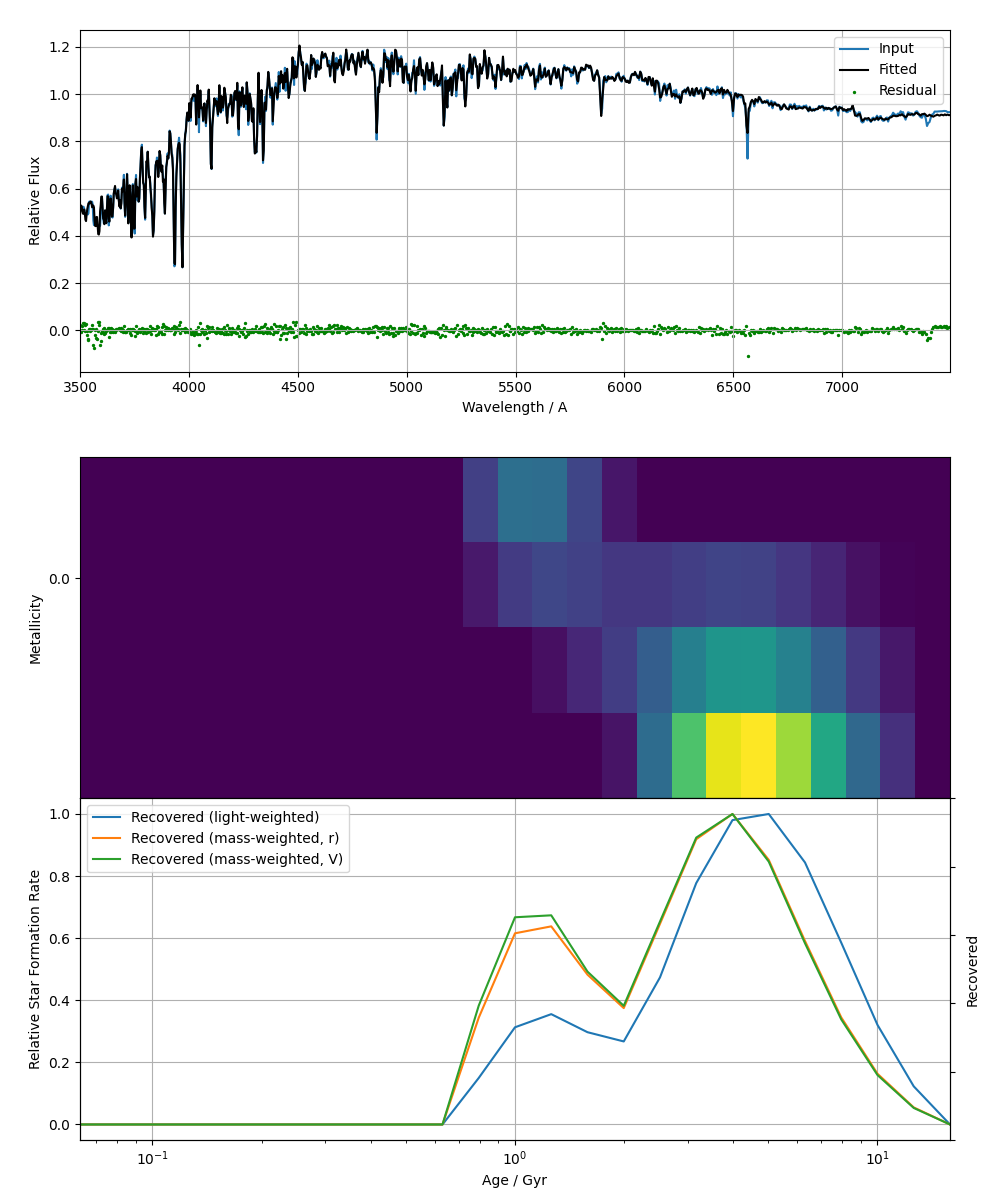 1.2
1.0
0.8
0.6
0.4
0.2
0.0
Relative Flux
Input
Fitted
Residual
3500 4000 4500 5000 5500 6000 6500 7000
Wavelength / A
0.0
Metallicity
1.0
0.8
0.6
0.4
0.2
0.0
Relative Star Formation Rate
Recovered (light-weighted)
Recovered (mass-weighted, r)
Recovered (mass-weighted, V)
Recovered
10⁻¹ 10⁰ 10¹
Age / Gyr